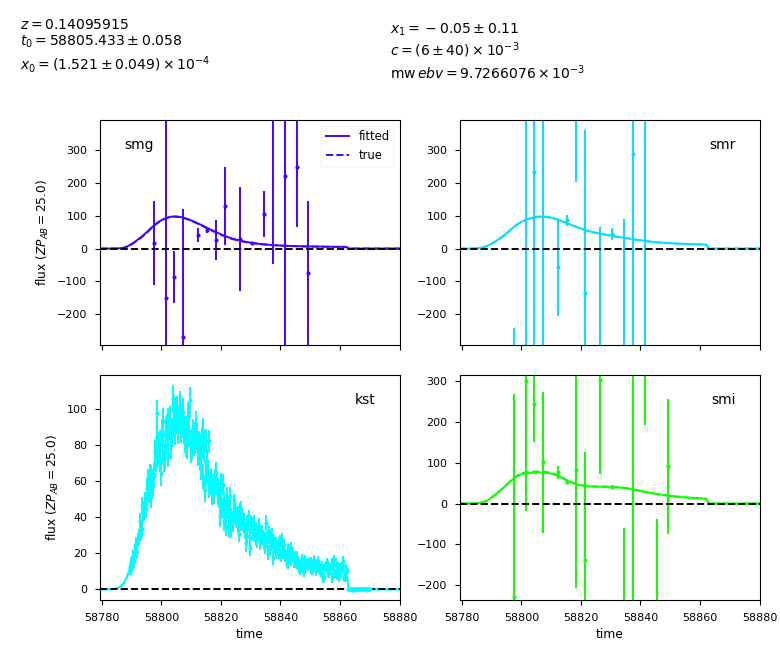 z = 0.14095915
t₀ = 58805.433 ± 0.058
x₀ = (1.521 ± 0.049) × 10⁻⁴
x₁ = −0.05 ± 0.11
c = (6 ± 40) × 10⁻³
mw ebv = 9.7266076 × 10⁻³
smg
fitted
true
300
200
100
0
−100
−200
flux (ZP_AB = 25.0)
smr
300
200
100
0
−100
−200
kst
100
80
60
40
20
0
flux (ZP_AB = 25.0)
58780 58800 58820 58840 58860 58880
time
smi
300
200
100
0
−100
−200
58780 58800 58820 58840 58860 58880
time